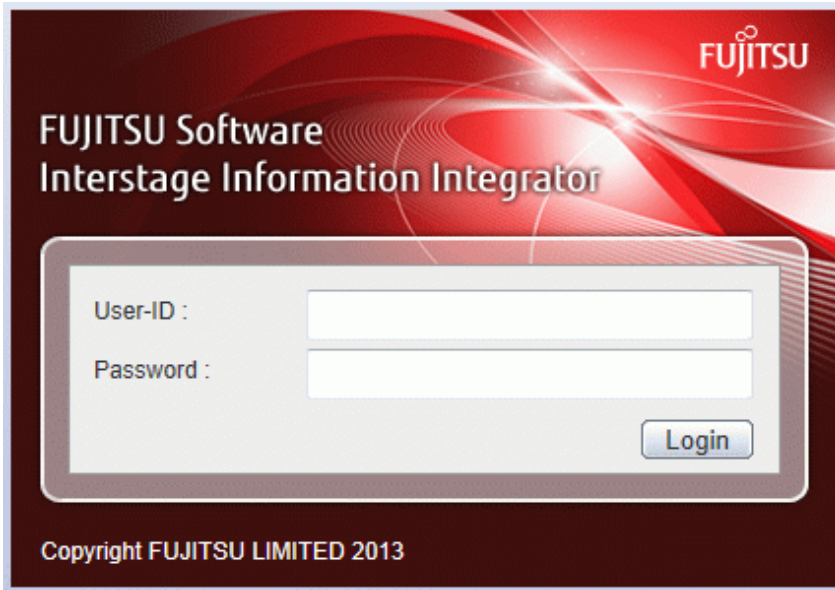 FUJITSU
FUJITSU Software
Interstage Information Integrator
User-ID :
Password :
Login
Copyright FUJITSU LIMITED 2013